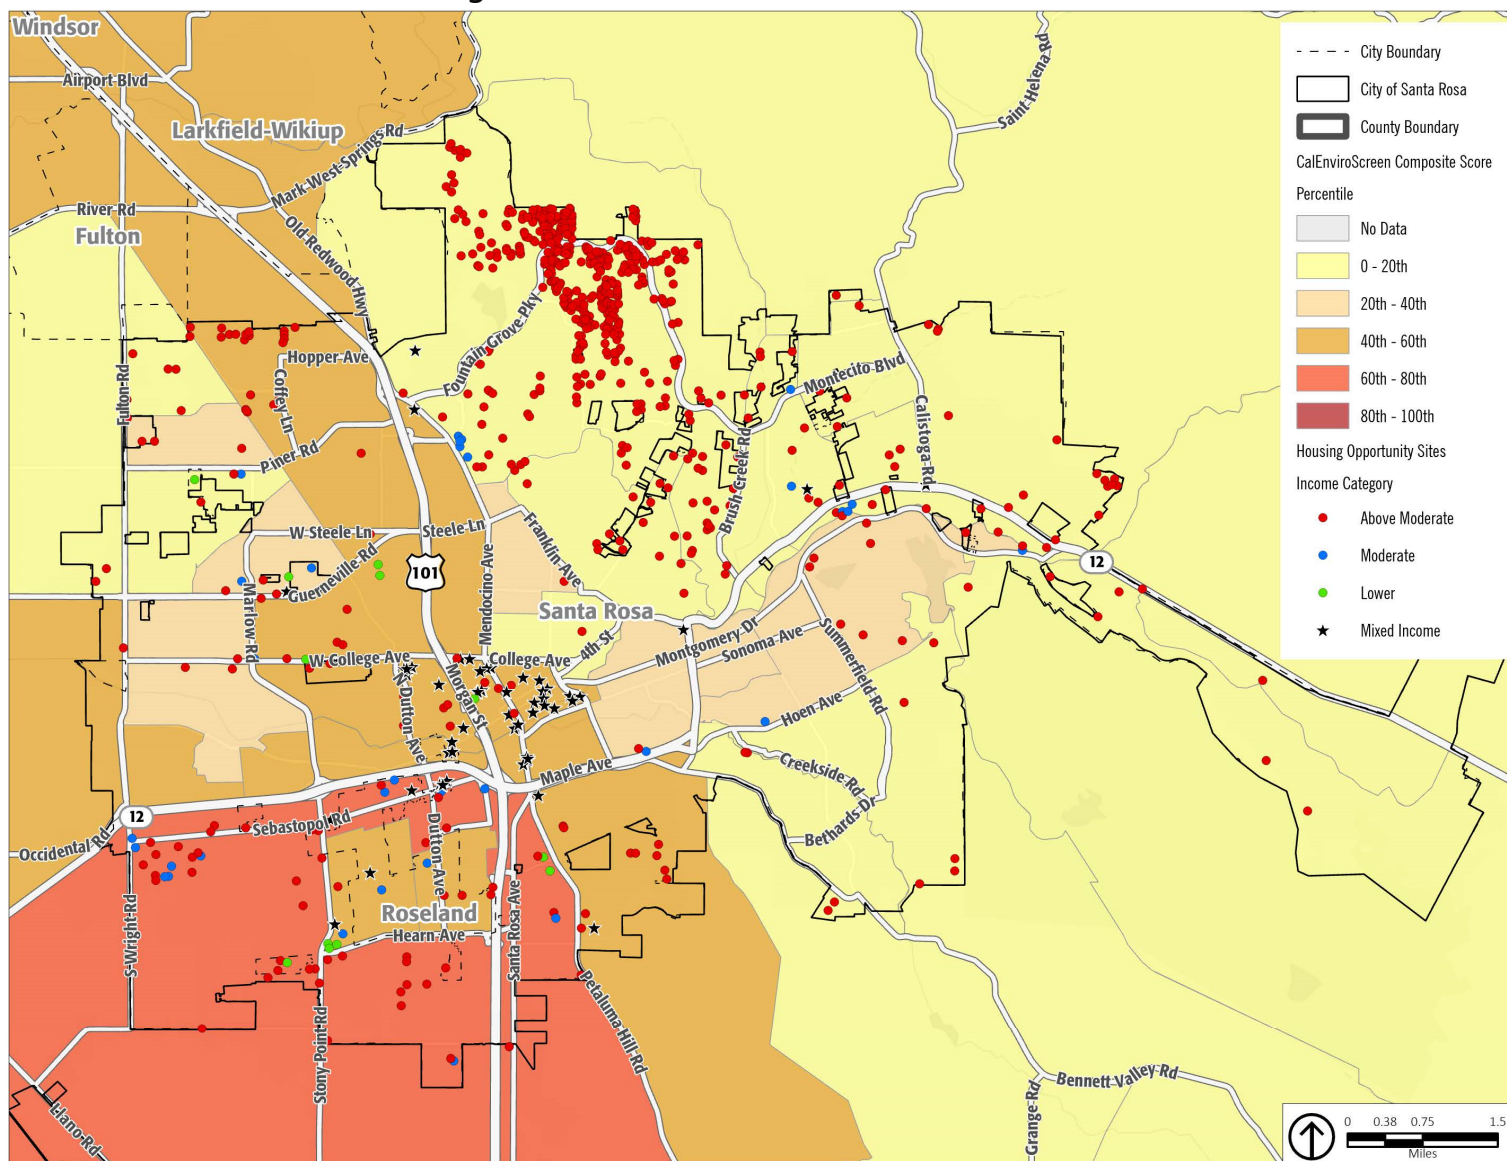 Windsor
Airport Blvd
Larkfield-Wikiup
Mark West Springs Rd
Saint Helena Rd
River Rd
Fulton
Old Redwood Hwy
Hopper Ave
Fountain Grove Pky
Fulton Rd
Coffey Ln
Montecito Blvd
Calistoga Rd
Piner Rd
Brush Creek Rd
W Steele Ln
Steele Ln
Franklin Ave
Guerneville Rd
101
12
Marlow Rd
Mendocino Ave
Santa Rosa
4th St
Montgomery Dr
Sonoma Ave
Summerfield Rd
W College Ave
College Ave
N Dutton Ave
Morgan St
Hoen Ave
Creekside Rd
Maple Ave
Bethards Dr
12
Sebastopol Rd
Occidental Rd
Dutton Ave
S Wright Rd
Roseland
Hearn Ave
Santa Rosa Ave
Petaluma Hill Rd
Stony Point Rd
Bennett Valley Rd
Grange Rd
Llano Rd
City Boundary
City of Santa Rosa
County Boundary
CalEnviroScreen Composite Score
Percentile
No Data
0 - 20th
20th - 40th
40th - 60th
60th - 80th
80th - 100th
Housing Opportunity Sites
Income Category
Above Moderate
Moderate
Lower
Mixed Income
0 0.38 0.75 1.5
Miles